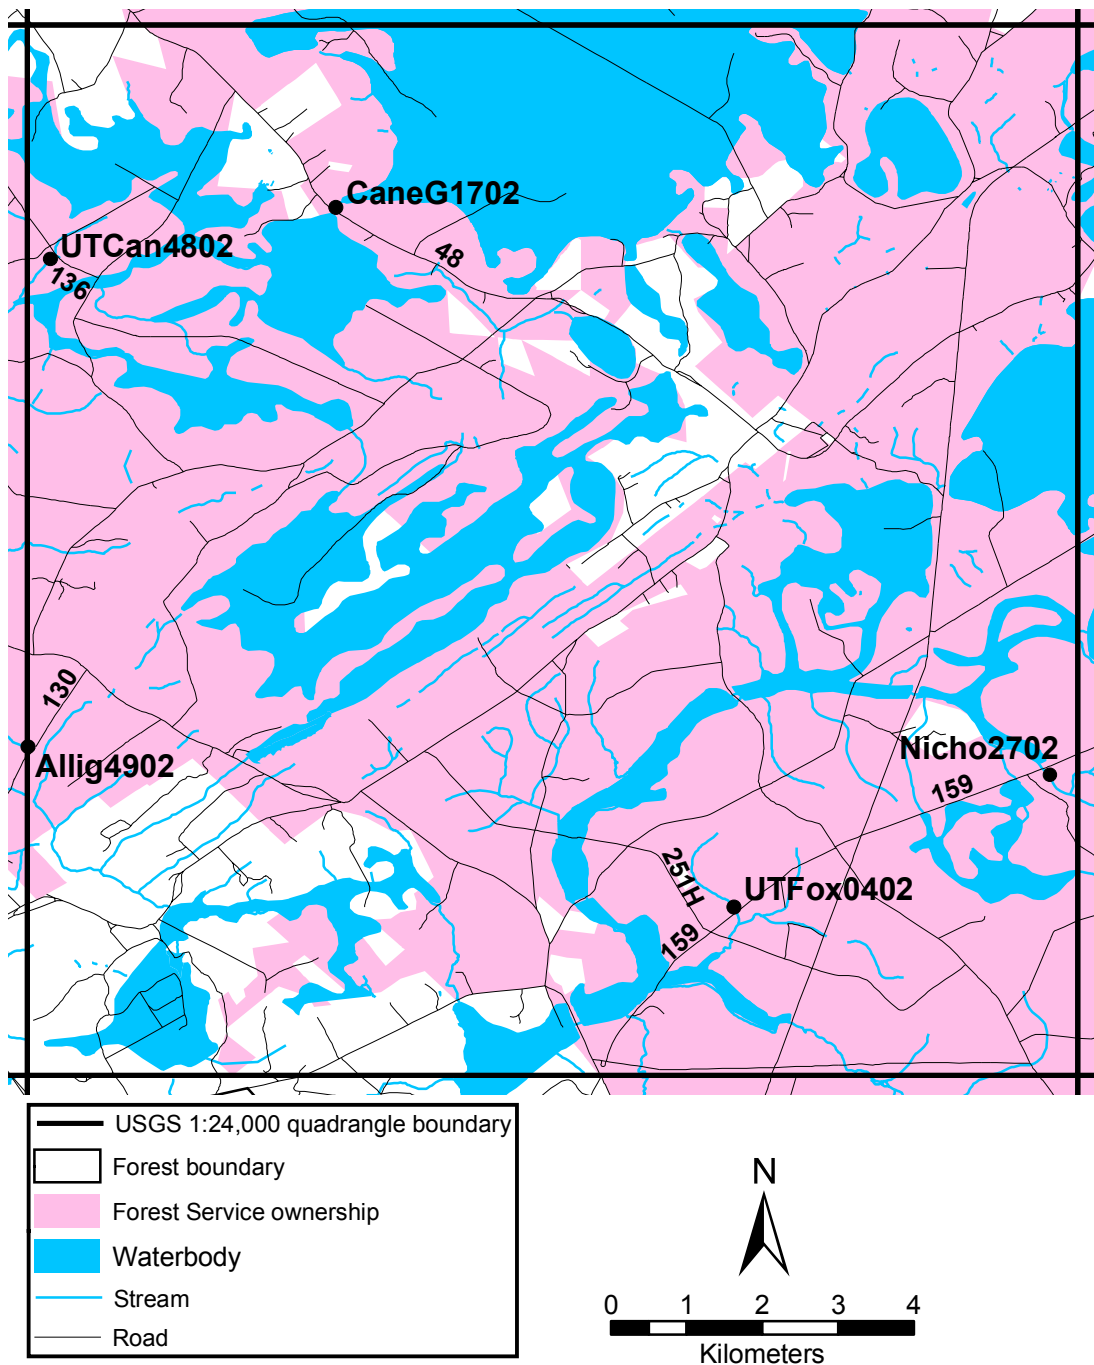 CaneG1702
UTCan4802
48
136
130
Allig4902
Nicho2702
159
251H
UTFox0402
159
USGS 1:24,000 quadrangle boundary
Forest boundary
Forest Service ownership
Waterbody
Stream
Road
N
0 1 2 3 4
Kilometers